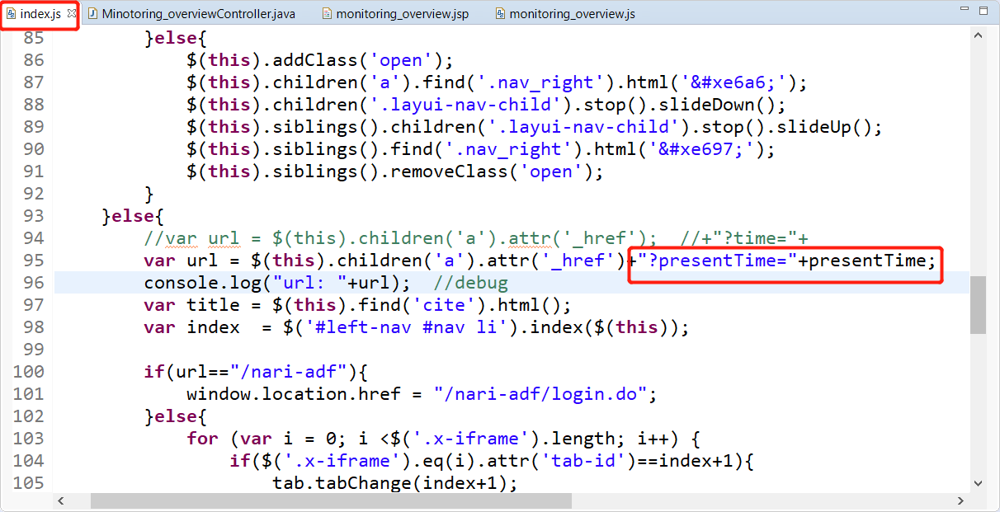 index.js Minotoring_overviewController.java monitoring_overview.jsp monitoring_overview.js
85 }else{
86 $(this).addClass('open');
87 $(this).children('a').find('.nav_right').html('&#xe6a6;');
88 $(this).children('.layui-nav-child').stop().slideDown();
89 $(this).siblings().children('.layui-nav-child').stop().slideUp();
90 $(this).siblings().find('.nav_right').html('&#xe697;');
91 $(this).siblings().removeClass('open');
92 }
93 }else{
94 //var url = $(this).children('a').attr('_href'); //+"?time="+
95 var url = $(this).children('a').attr('_href')+"?presentTime="+presentTime;
96 console.log("url: "+url); //debug
97 var title = $(this).find('cite').html();
98 var index  = $('#left-nav #nav li').index($(this));
99
100 if(url=="/nari-adf"){
101 window.location.href = "/nari-adf/login.do";
102 }else{
103 for (var i = 0; i <$('.x-iframe').length; i++) {
104 if($('.x-iframe').eq(i).attr('tab-id')==index+1){
105 tab.tabChange(index+1);